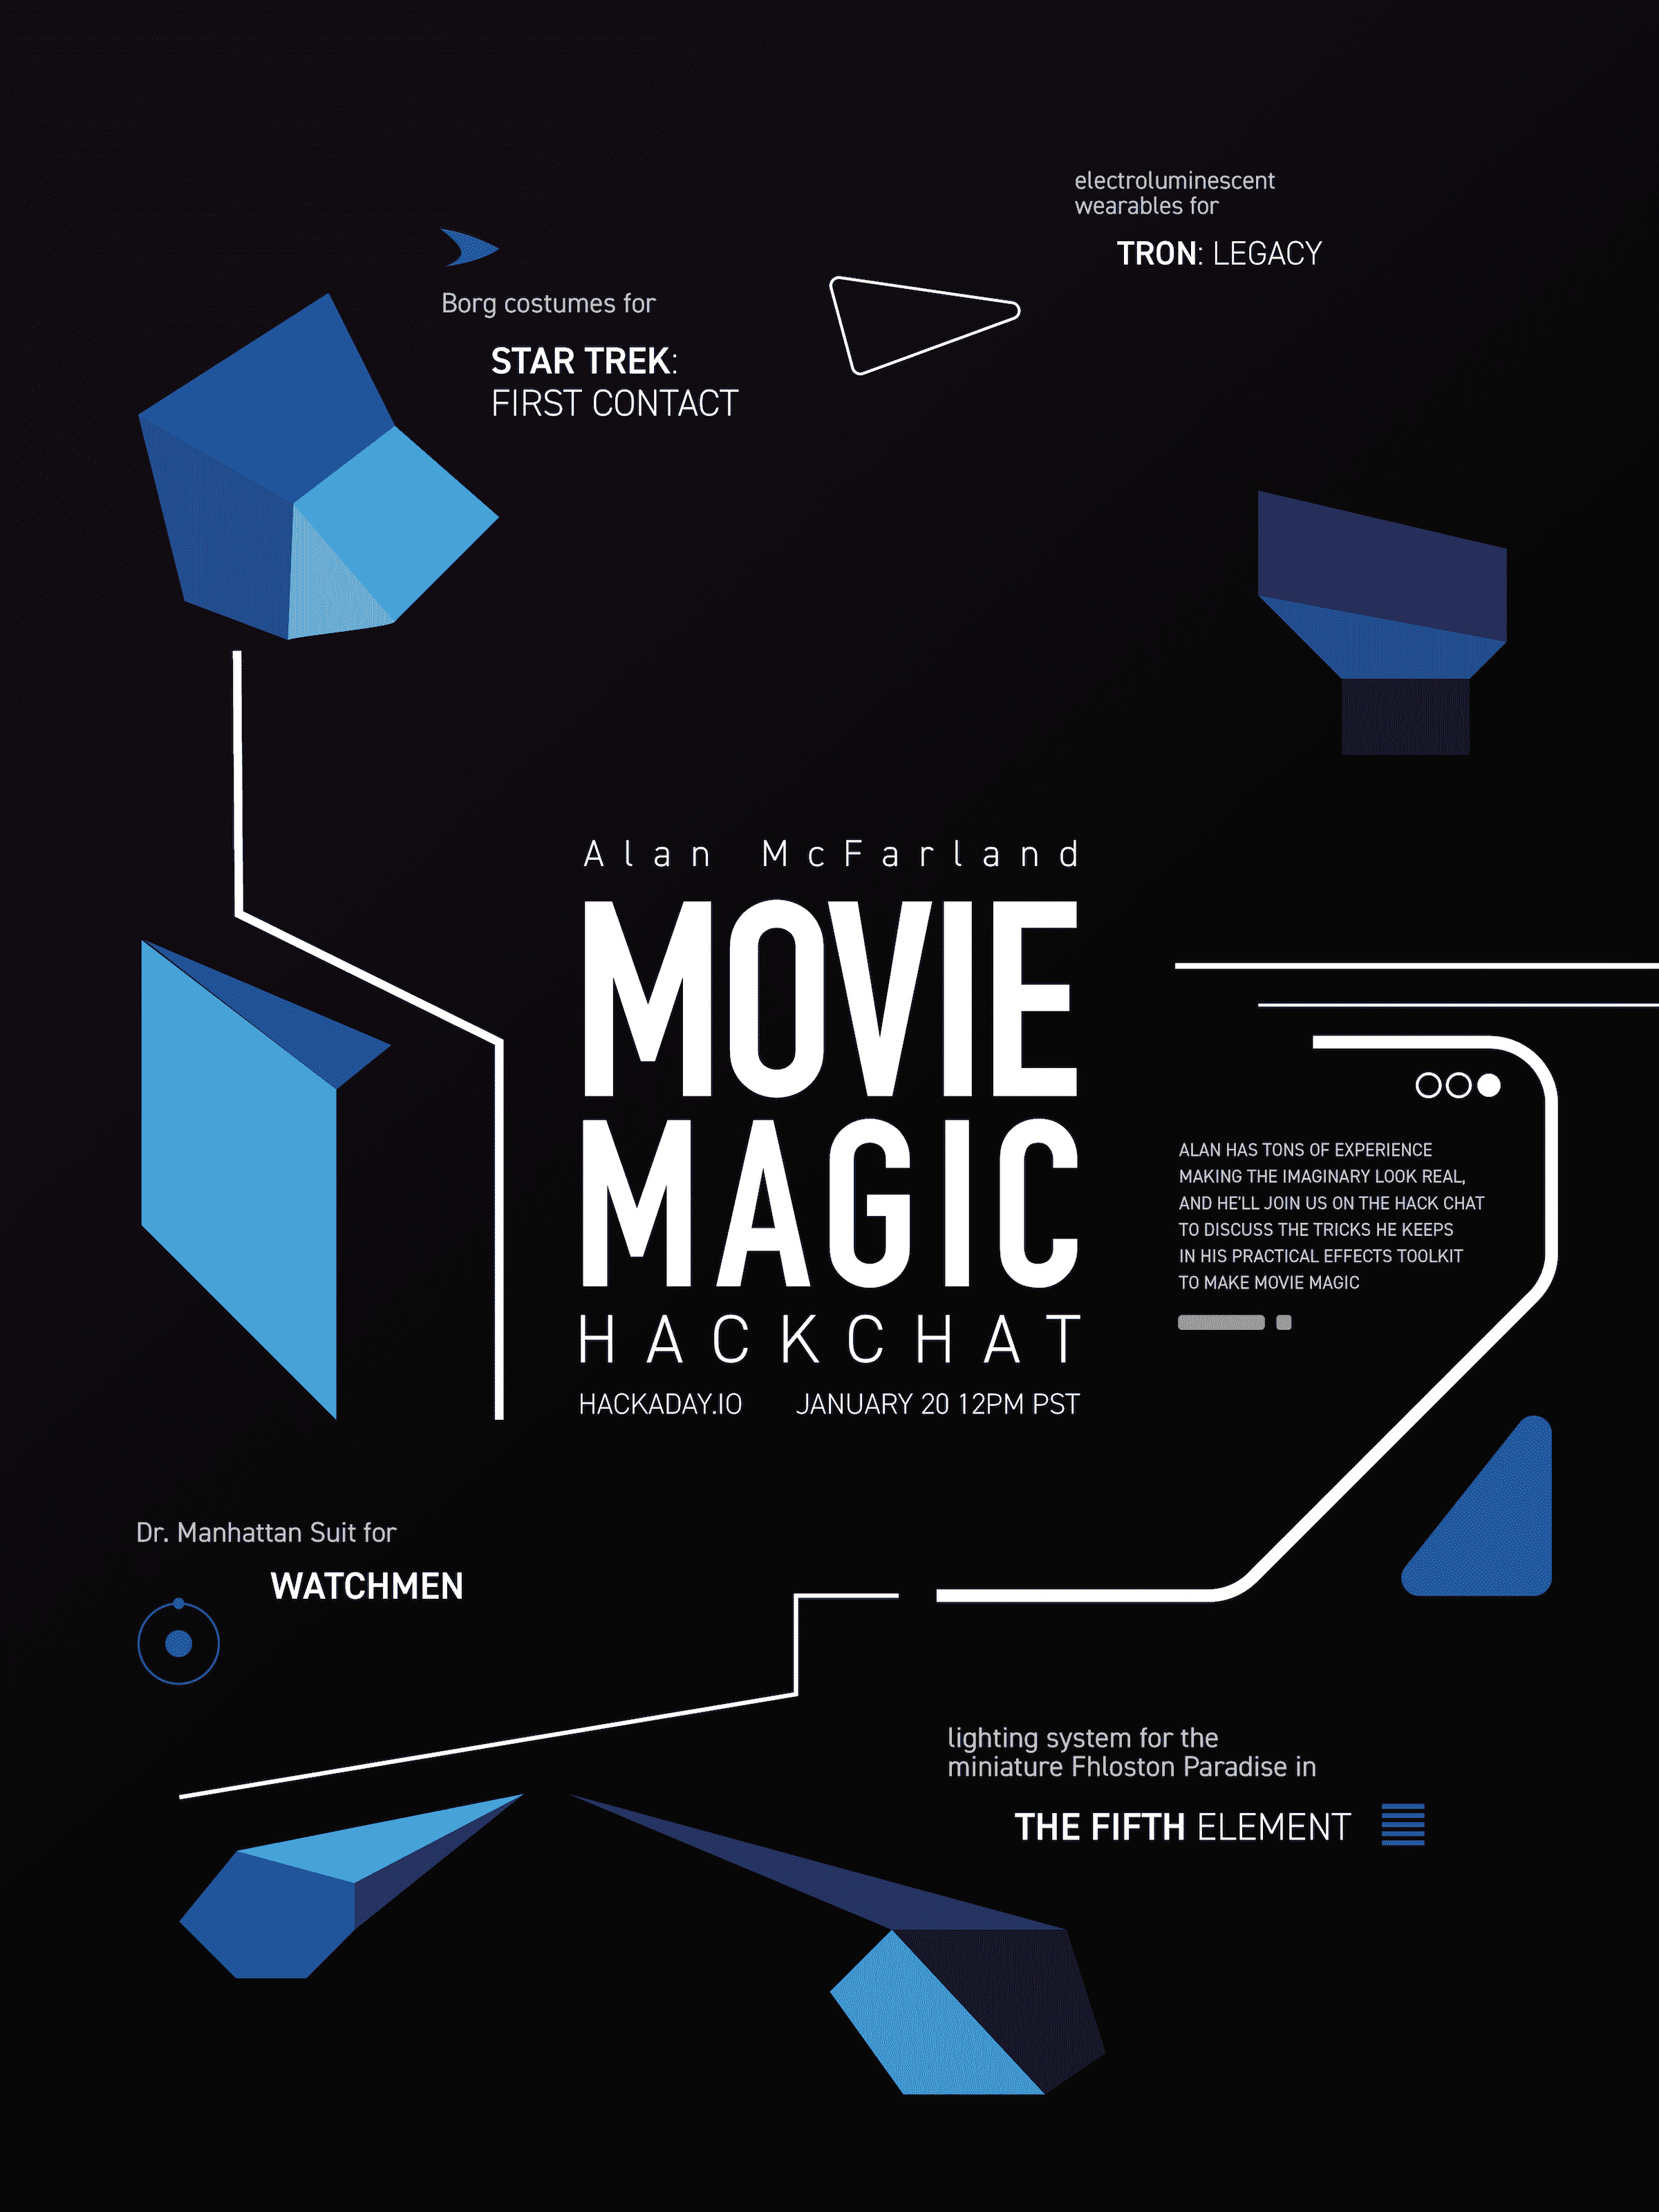 electroluminescent
wearables for
TRON: LEGACY
Borg costumes for
STAR TREK:
FIRST CONTACT
Alan McFarland
MOVIE
MAGIC
HACKCHAT
HACKADAY.IO JANUARY 20 12PM PST
ALAN HAS TONS OF EXPERIENCE
MAKING THE IMAGINARY LOOK REAL,
AND HE'LL JOIN US ON THE HACK CHAT
TO DISCUSS THE TRICKS HE KEEPS
IN HIS PRACTICAL EFFECTS TOOLKIT
TO MAKE MOVIE MAGIC
Dr. Manhattan Suit for
WATCHMEN
lighting system for the
miniature Fhloston Paradise in
THE FIFTH ELEMENT